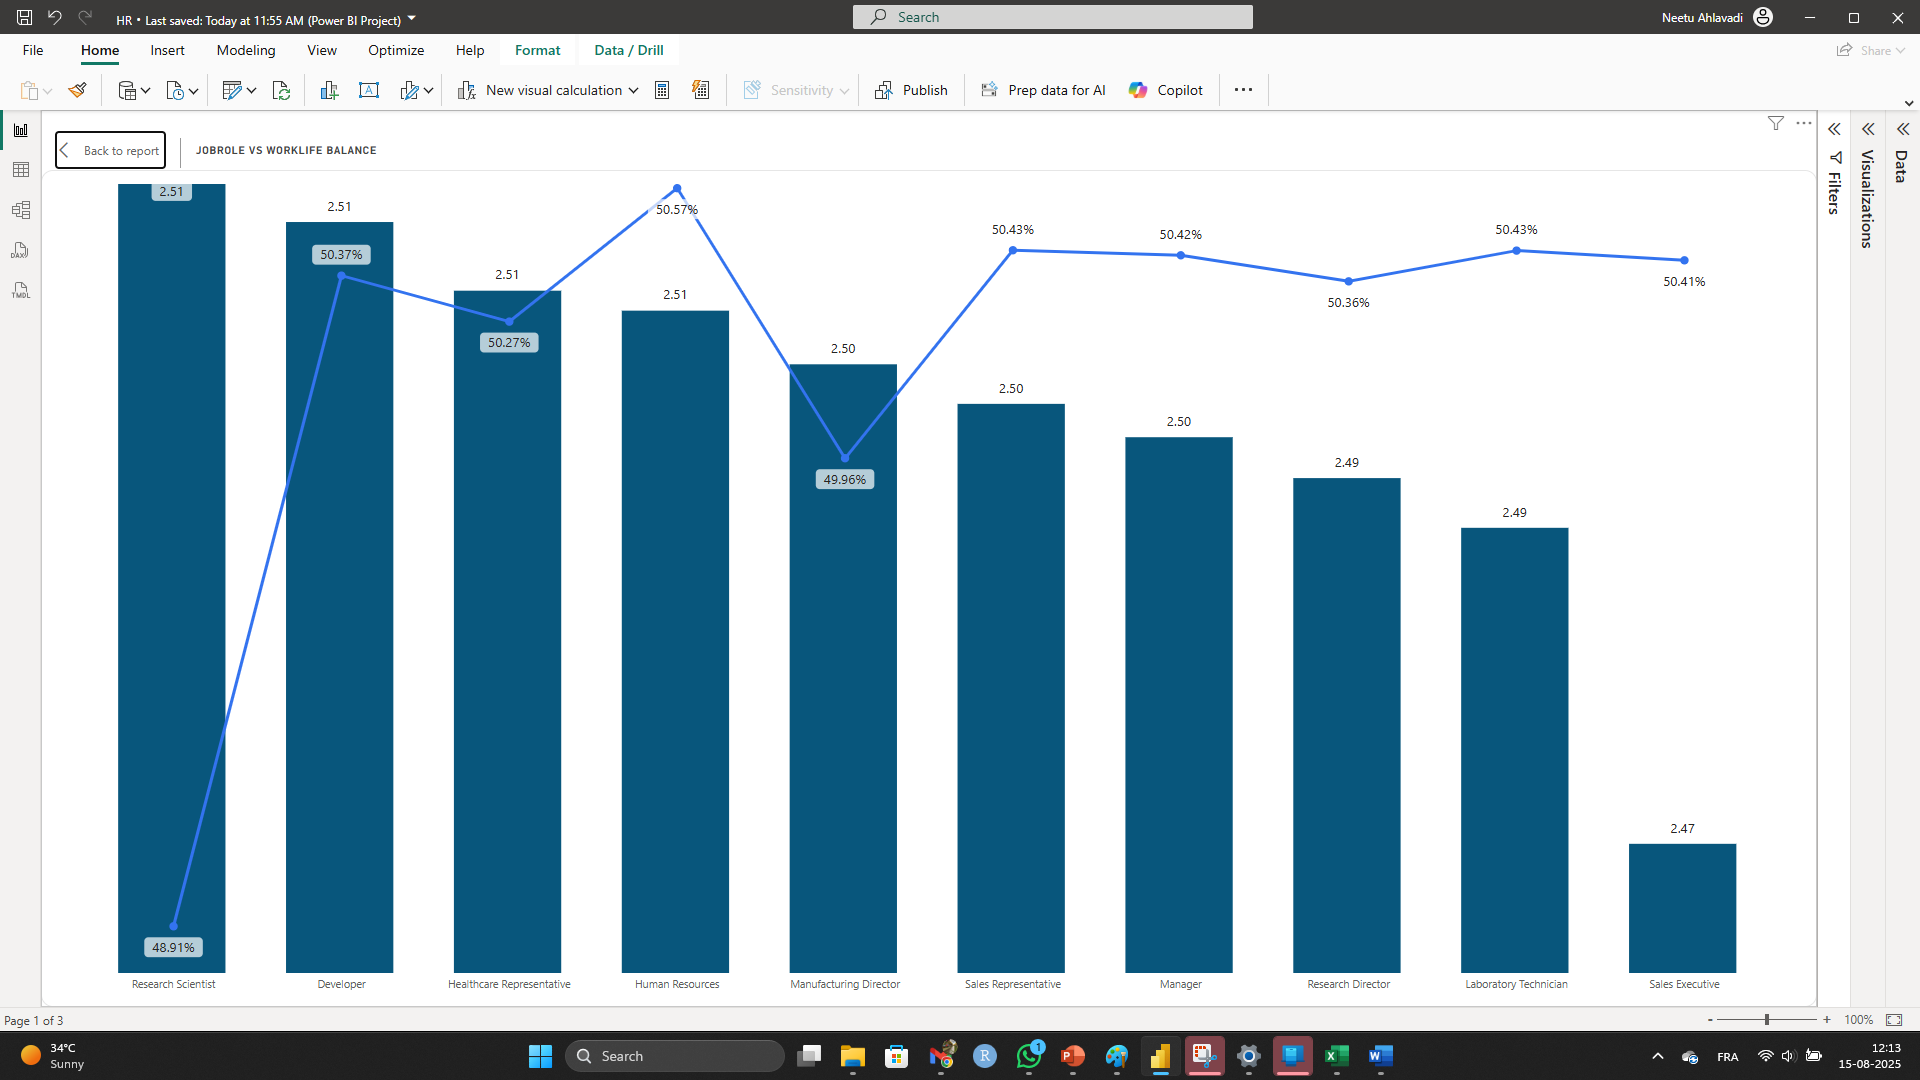 HR • Last saved: Today at 11:55 AM (Power BI Project)
Search
Neetu Ahlavadi
File Home Insert Modeling View Optimize Help Format Data / Drill
Share
New visual calculation
Sensitivity
Publish
Prep data for AI
Copilot
Back to report
JOBROLE VS WORKLIFE BALANCE
Filters
Visualizations
Data
DAX
TMDL
2.51
2.51
2.51
2.51
2.50
2.50
2.50
2.49
2.49
2.47
48.91%
50.37%
50.27%
50.57%
49.96%
50.43%
50.42%
50.36%
50.43%
50.41%
Research Scientist Developer Healthcare Representative Human Resources Manufacturing Director Sales Representative Manager Research Director Laboratory Technician Sales Executive
Page 1 of 3
- + 100%
34°C
Sunny
Search
1
FRA
12:13
15-08-2025